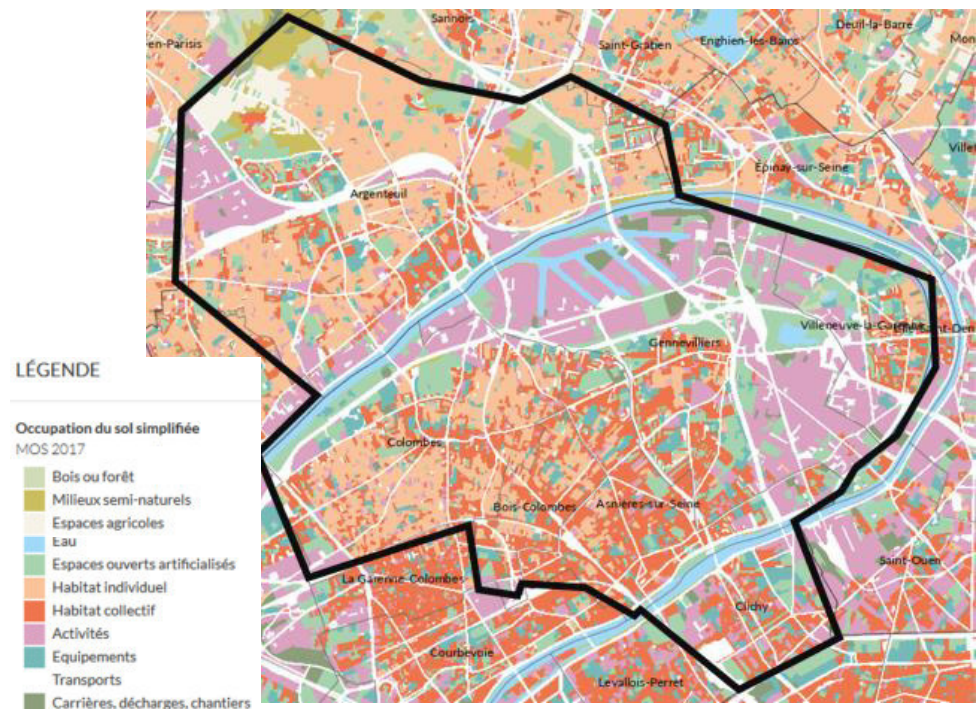 Sannois
Deuil-la-Barre
en-Parisis
Saint-Gratien
Enghien-les-Bains
Mon
Villet
Épinay-sur-Seine
Argenteuil
Villeneuve-la-Garenne
Gennevilliers
LÉGENDE
Occupation du sol simplifiée
MOS 2017
Bois ou forêt
Milieux semi-naturels
Espaces agricoles
Eau
Espaces ouverts artificialisés
Habitat individuel
Habitat collectif
Activités
Equipements
Transports
Carrières, décharges, chantiers
Colombes
Bois-Colombes
Asnières-sur-Seine
Saint-Ouen
La Garenne-Colombes
Clichy
Courbevoie
Levallois-Perret